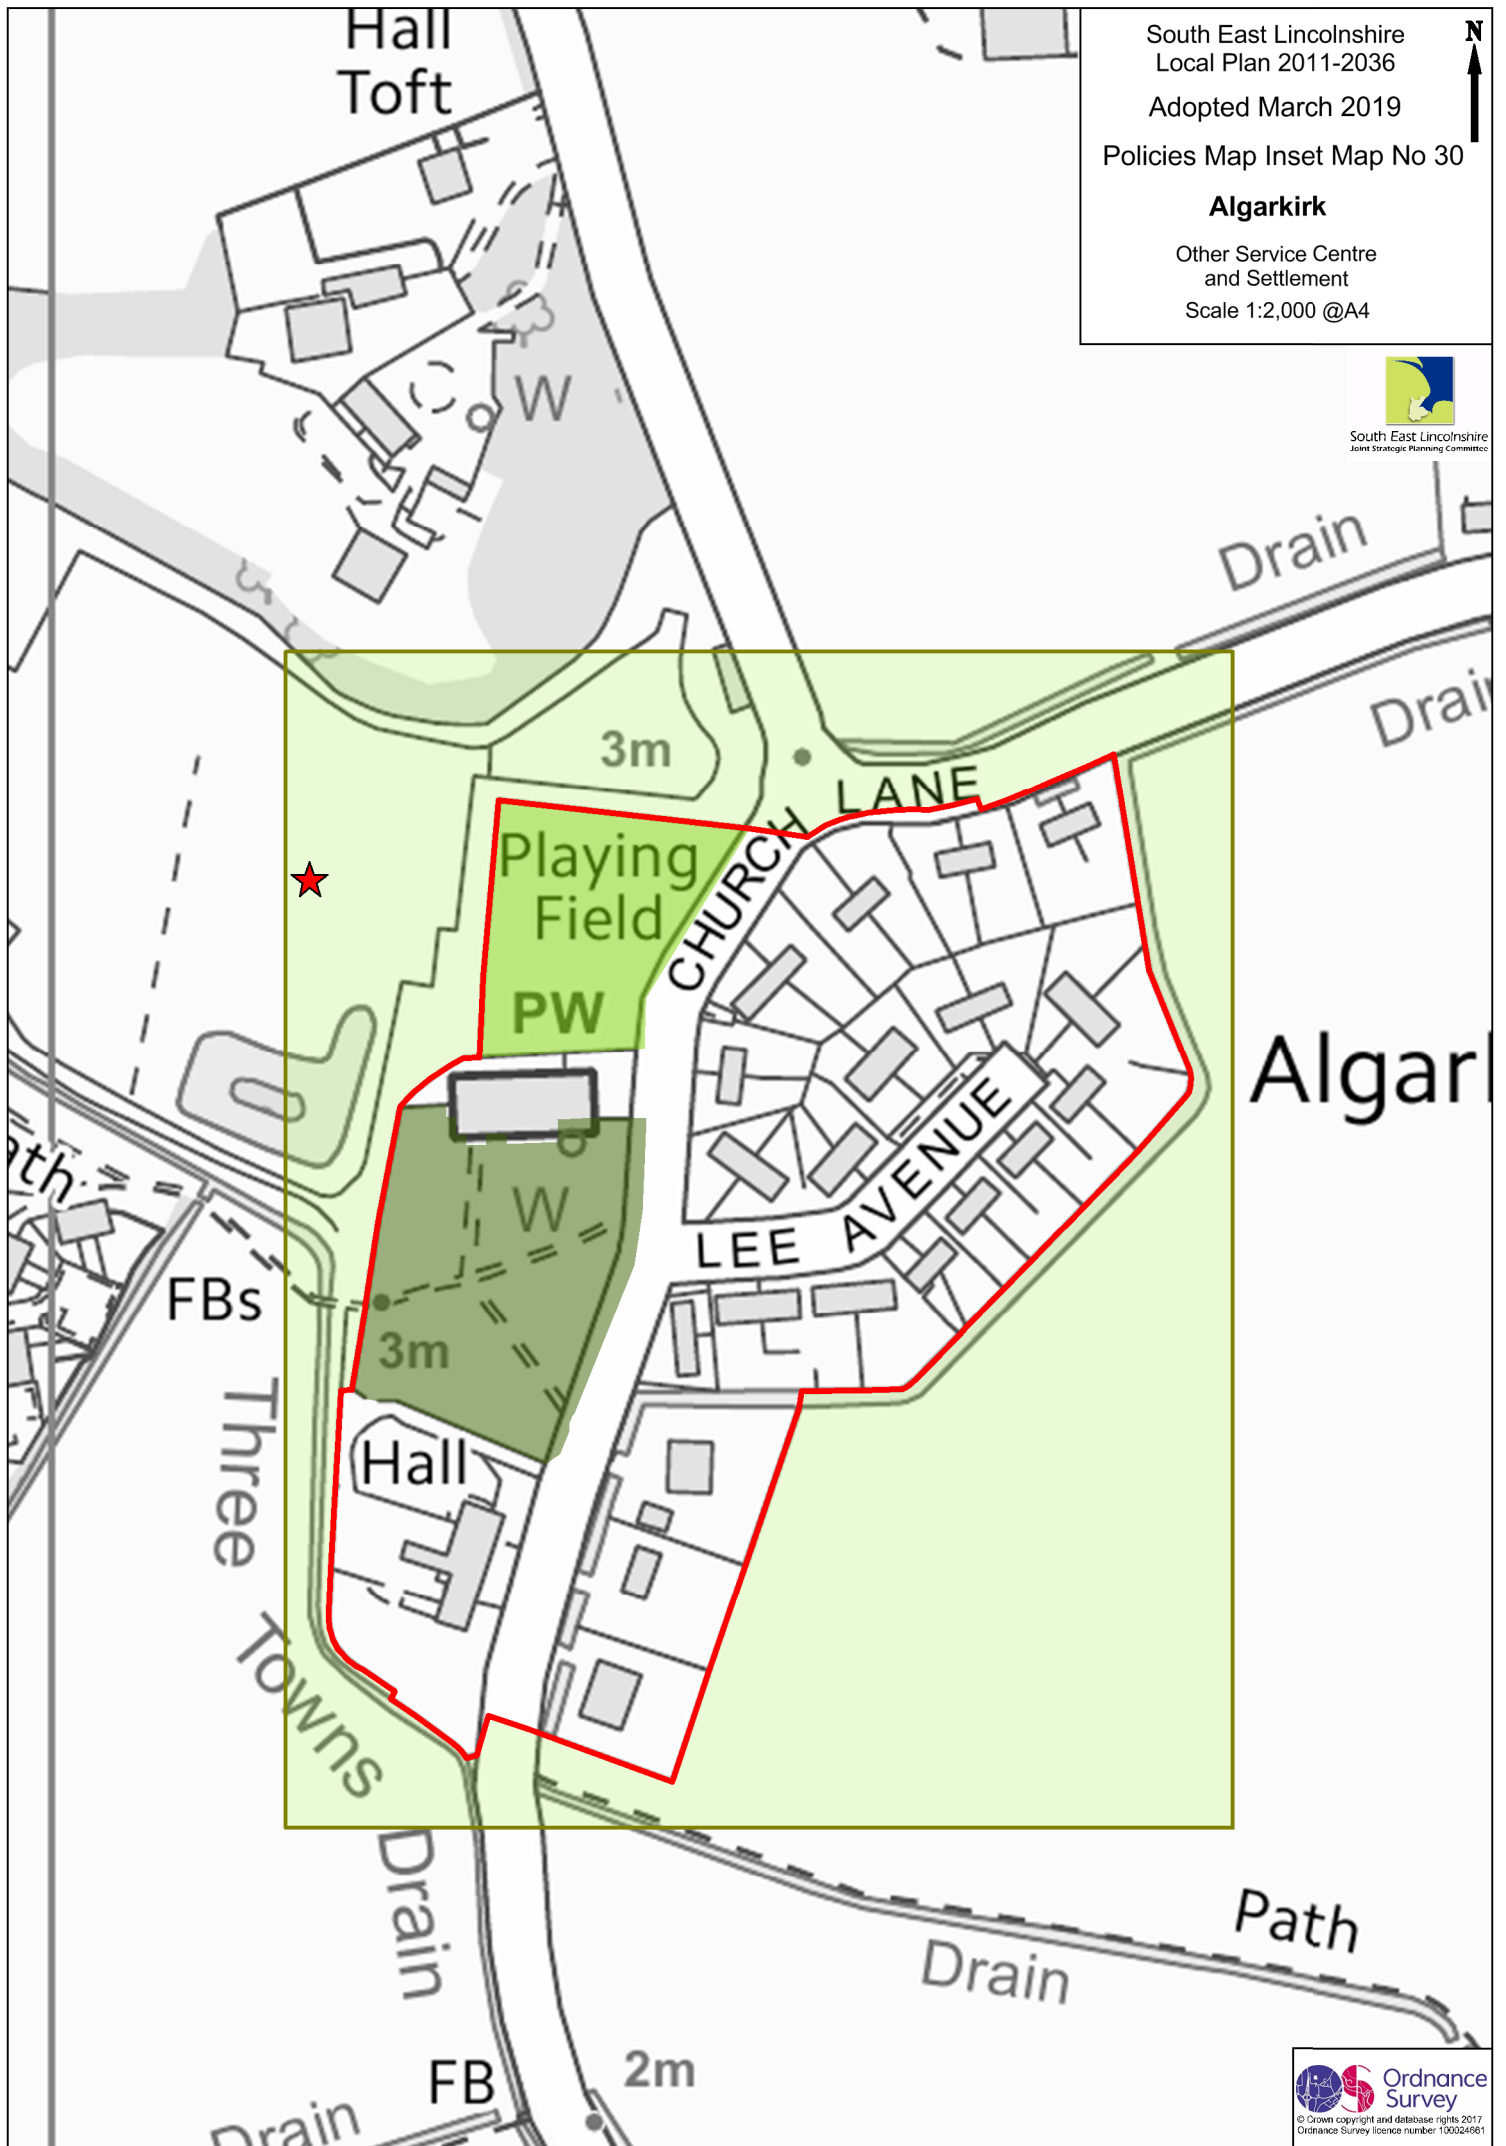 South East Lincolnshire
Local Plan 2011-2036
Adopted March 2019
Policies Map Inset Map No 30
Algarkirk
Other Service Centre
and Settlement
Scale 1:2,000 @A4
N
South East Lincolnshire
Joint Strategic Planning Committee
Hall
Toft
W
Drain
Drain
3m
CHURCH LANE
Playing
Field
PW
Algark
ath
W
LEE AVENUE
FBs
3m
Hall
Three
Towns
Drain
Path
Drain
FB
2m
Drain
Ordnance
Survey
© Crown copyright and database rights 2017
Ordnance Survey licence number 100024661